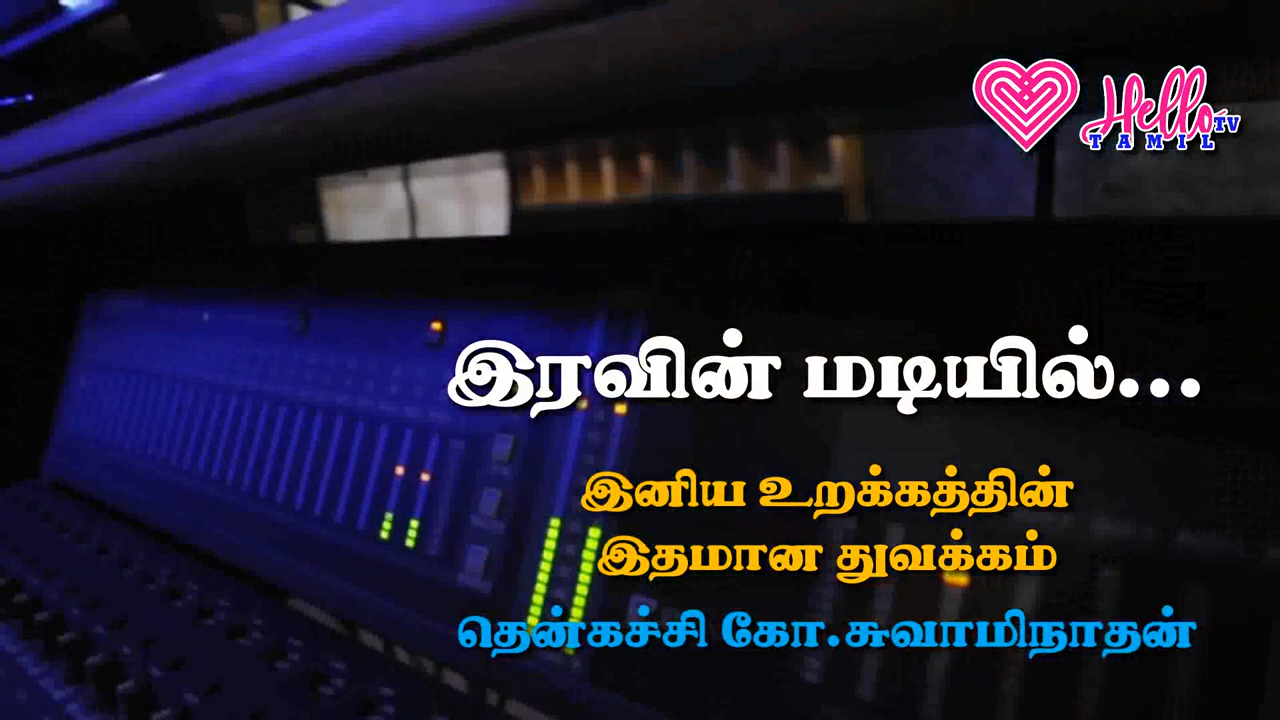 Hello TV
TAMIL
இரவின் மடியில்...
இனிய உறக்கத்தின்
இதமான துவக்கம்
தென்கச்சி கோ.சுவாமிநாதன்